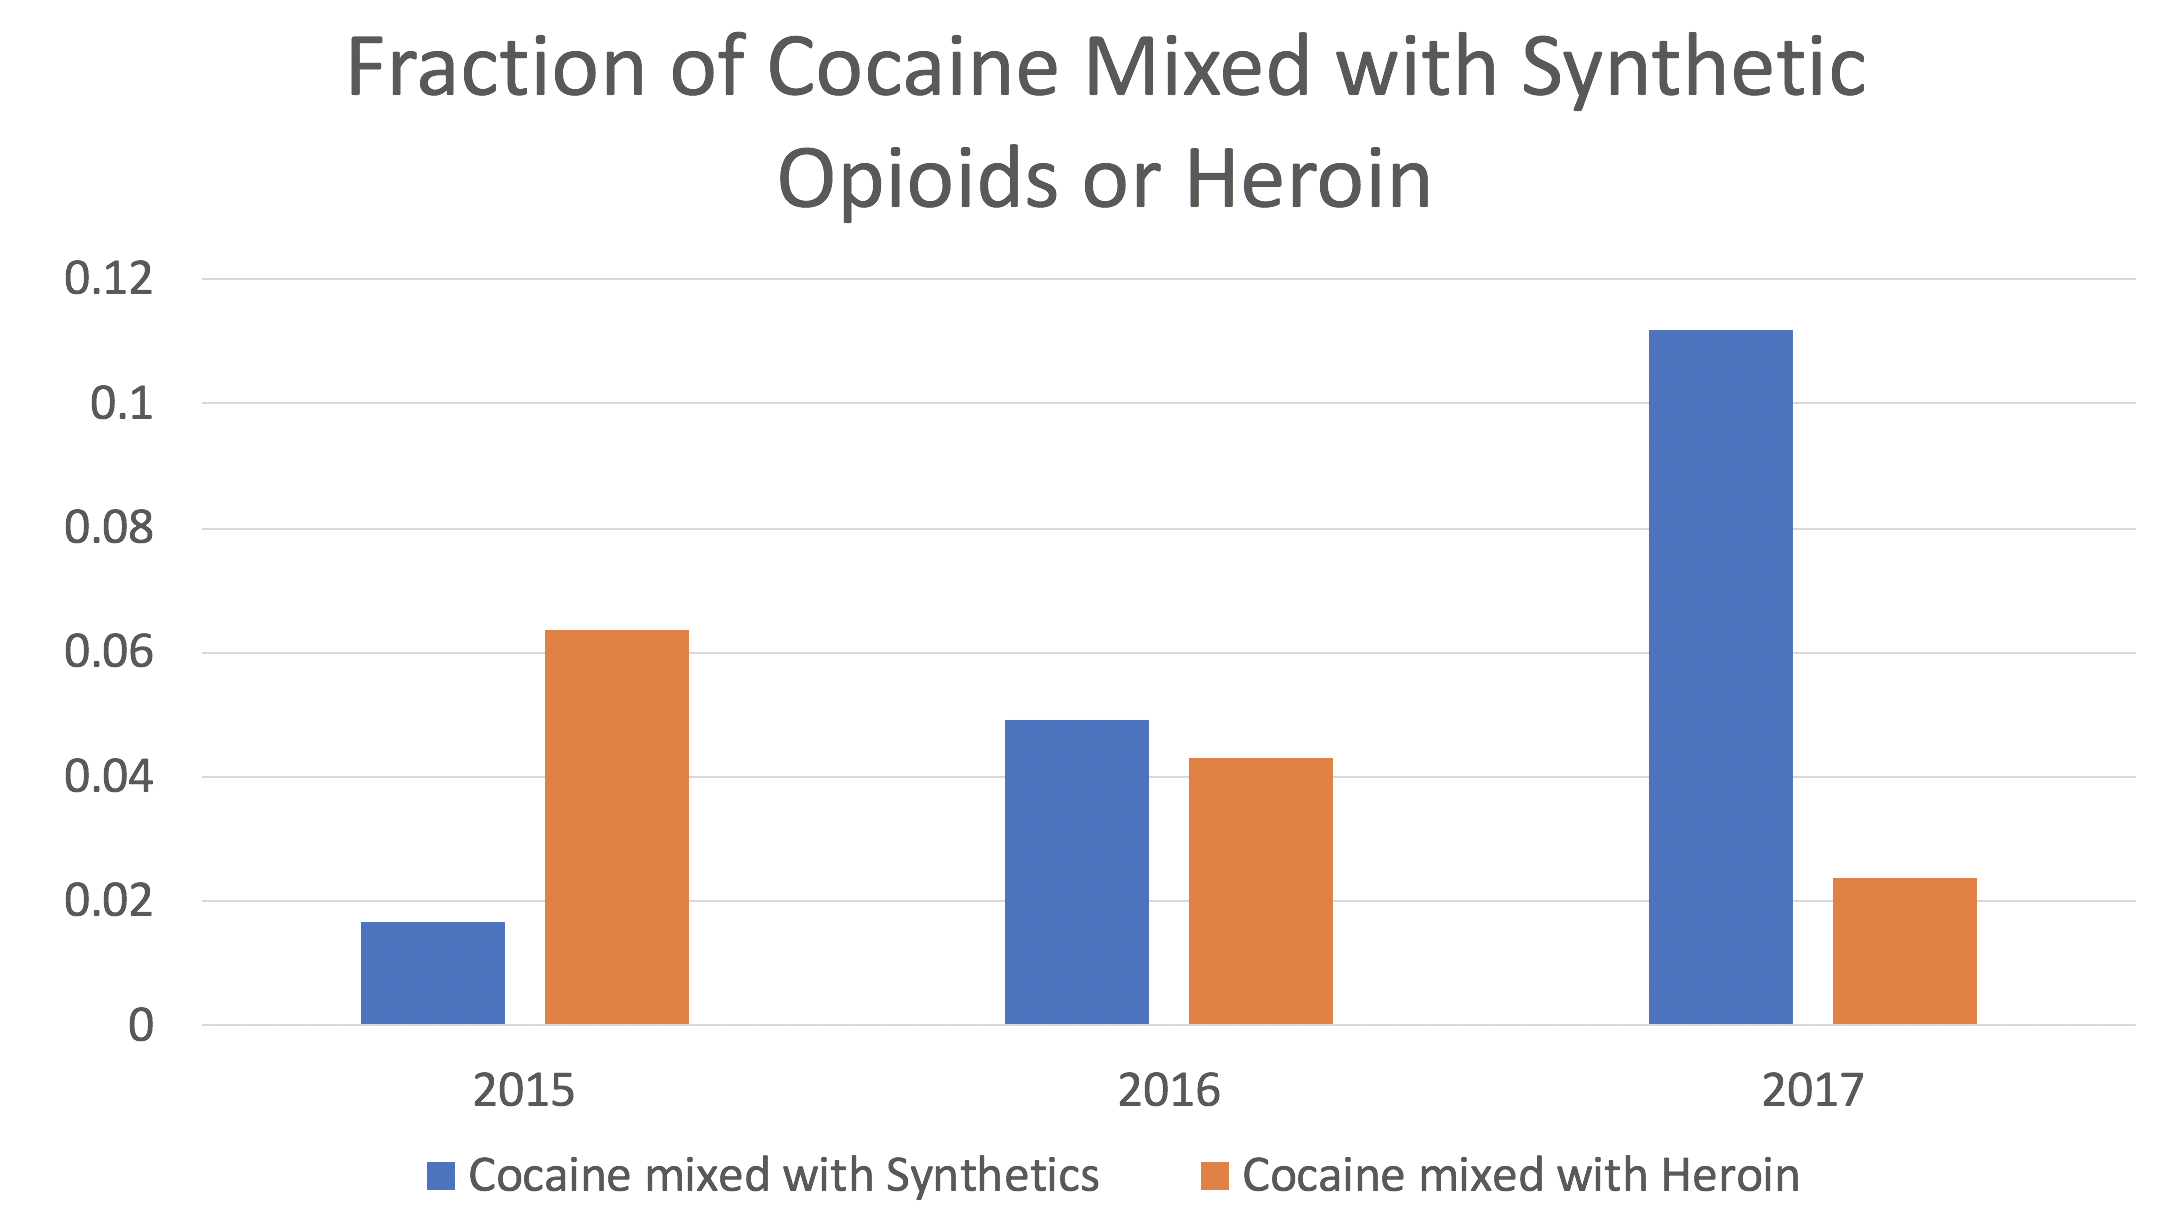 Fraction of Cocaine Mixed with Synthetic
Opioids or Heroin
0.12
0.1
0.08
0.06
0.04
0.02
0
2015 2016 2017
Cocaine mixed with Synthetics Cocaine mixed with Heroin